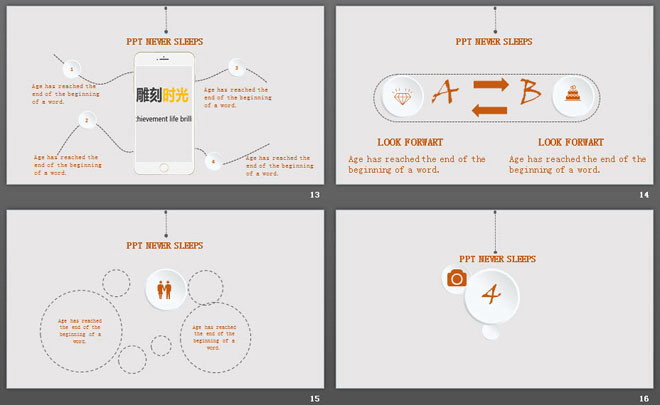 PPT NEVER SLEEPS
1
Age has reached the
end of the beginning
of a word.
2
Age has reached the
end of the beginning
of a word.
雕刻时光
hievement life brilli
3
Age has reached the
end of the beginning
of a word.
4
Age has reached the
end of the beginning
of a word.
13
PPT NEVER SLEEPS
A B
LOOK FORWART
Age has reached the end of the
beginning of a word.
LOOK FORWART
Age has reached the end of the
beginning of a word.
14
PPT NEVER SLEEPS
Age has reached
the end of the
beginning of a
word.
Age has reached
the end of the
beginning of a
word.
15
PPT NEVER SLEEPS
4
16